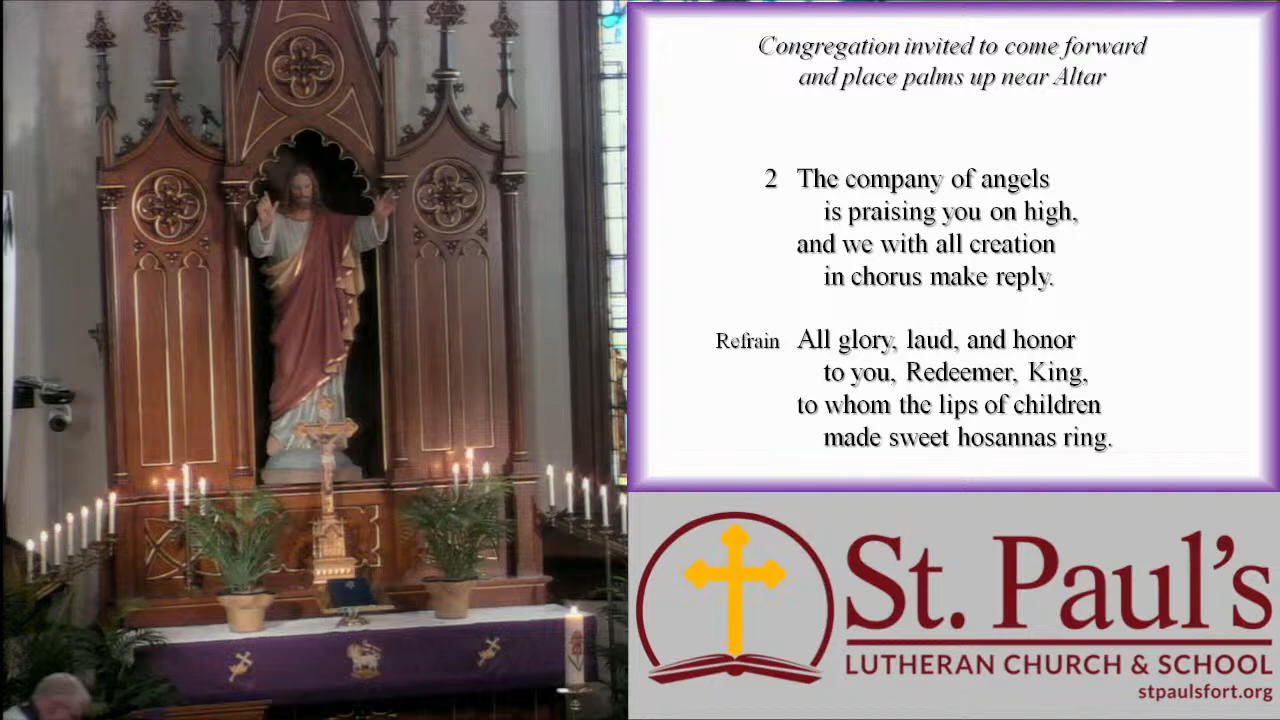 Congregation invited to come forward
and place palms up near Altar
2 The company of angels
is praising you on high,
and we with all creation
in chorus make reply.
Refrain All glory, laud, and honor
to you, Redeemer, King,
to whom the lips of children
made sweet hosannas ring.
St. Paul's
LUTHERAN CHURCH & SCHOOL
stpaulsfort.org